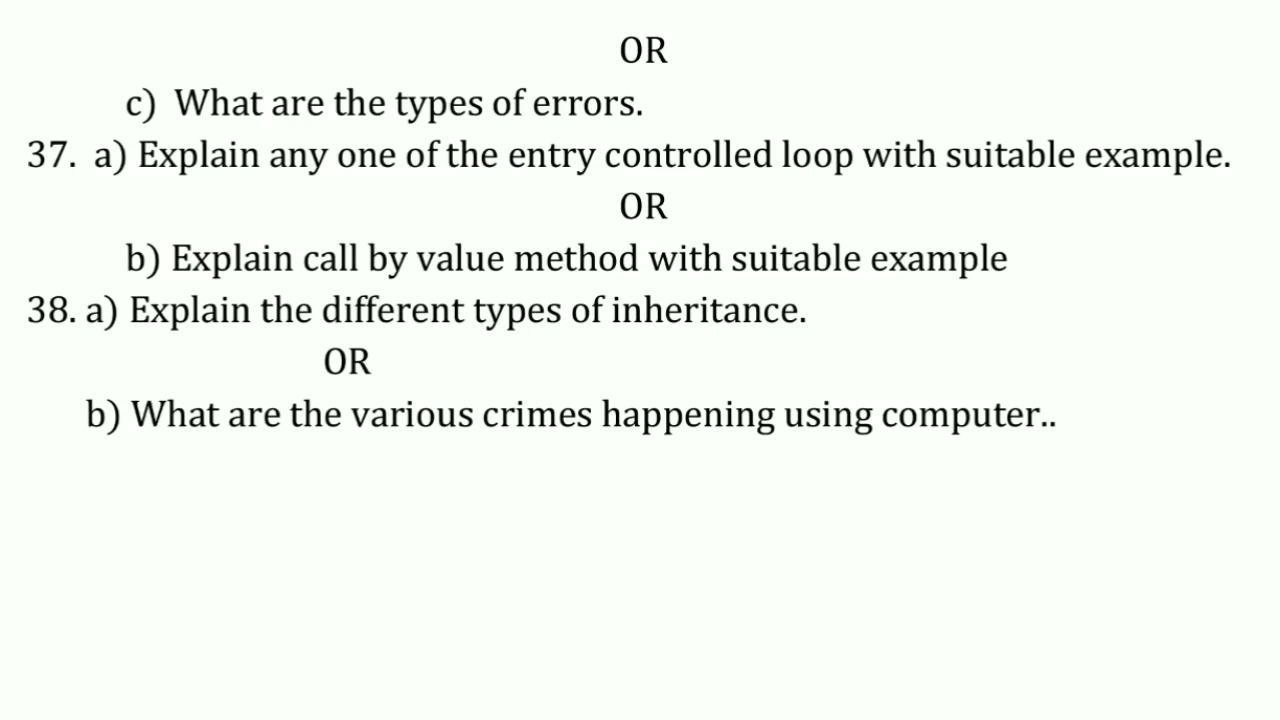 OR
c) What are the types of errors.
37. a) Explain any one of the entry controlled loop with suitable example.
OR
b) Explain call by value method with suitable example
38. a) Explain the different types of inheritance.
OR
b) What are the various crimes happening using computer..